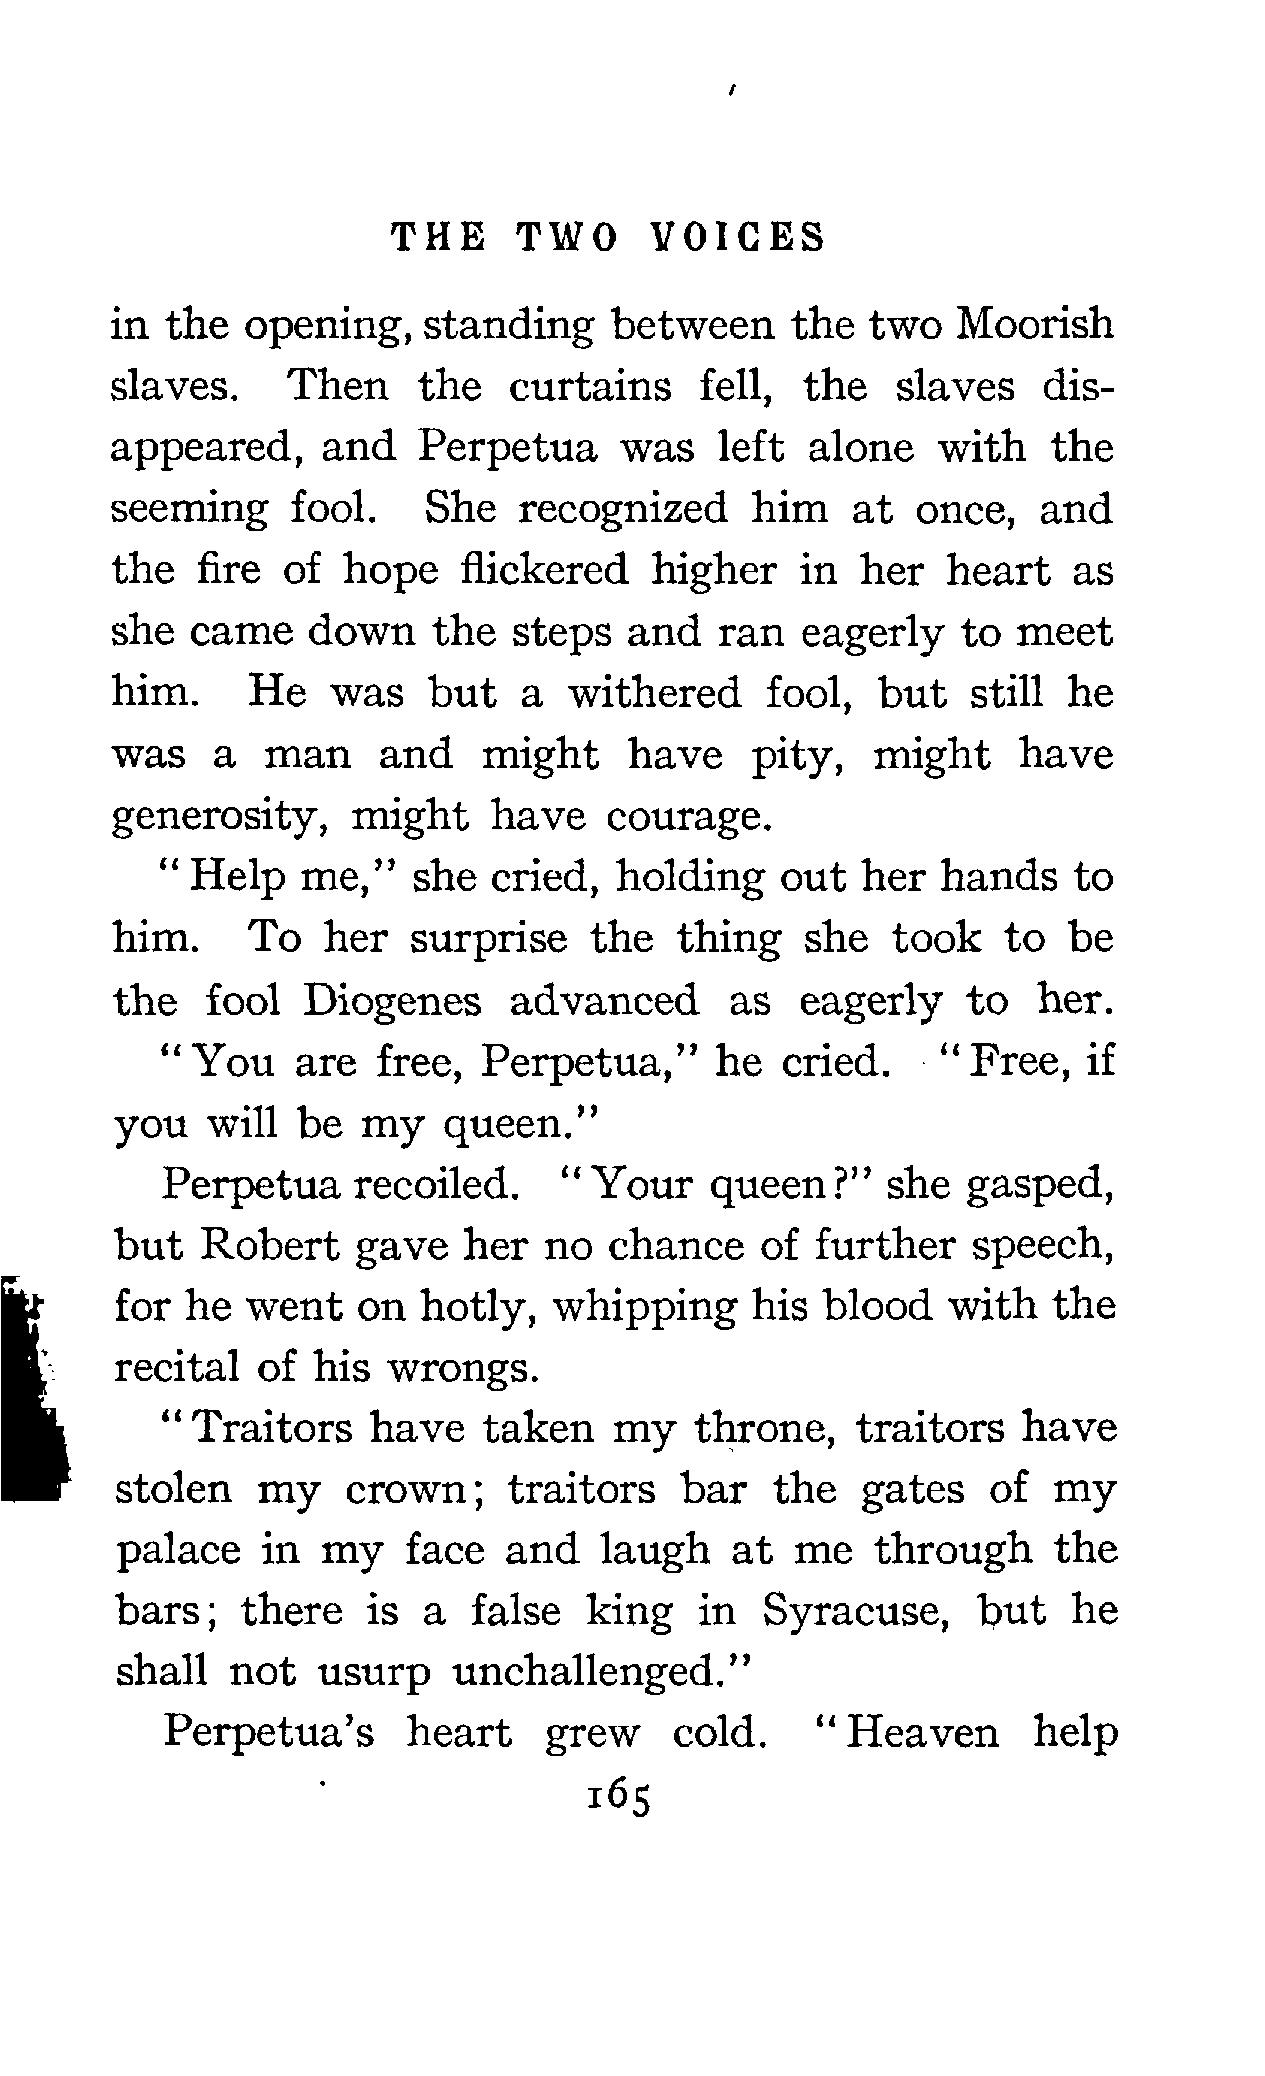 THE TWO VOICES
in the opening, standing between the two Moorish
slaves. Then the curtains fell, the slaves dis-
appeared, and Perpetua was left alone with the
seeming fool. She recognized him at once, and
the fire of hope flickered higher in her heart as
she came down the steps and ran eagerly to meet
him. He was but a withered fool, but still he
was a man and might have pity, might have
generosity, might have courage.
"Help me," she cried, holding out her hands to
him. To her surprise the thing she took to be
the fool Diogenes advanced as eagerly to her.
"You are free, Perpetua," he cried. "Free, if
you will be my queen."
Perpetua recoiled. "Your queen?" she gasped,
but Robert gave her no chance of further speech,
for he went on hotly, whipping his blood with the
recital of his wrongs.
"Traitors have taken my throne, traitors have
stolen my crown; traitors bar the gates of my
palace in my face and laugh at me through the
bars; there is a false king in Syracuse, but he
shall not usurp unchallenged."
Perpetua's heart grew cold. "Heaven help
165